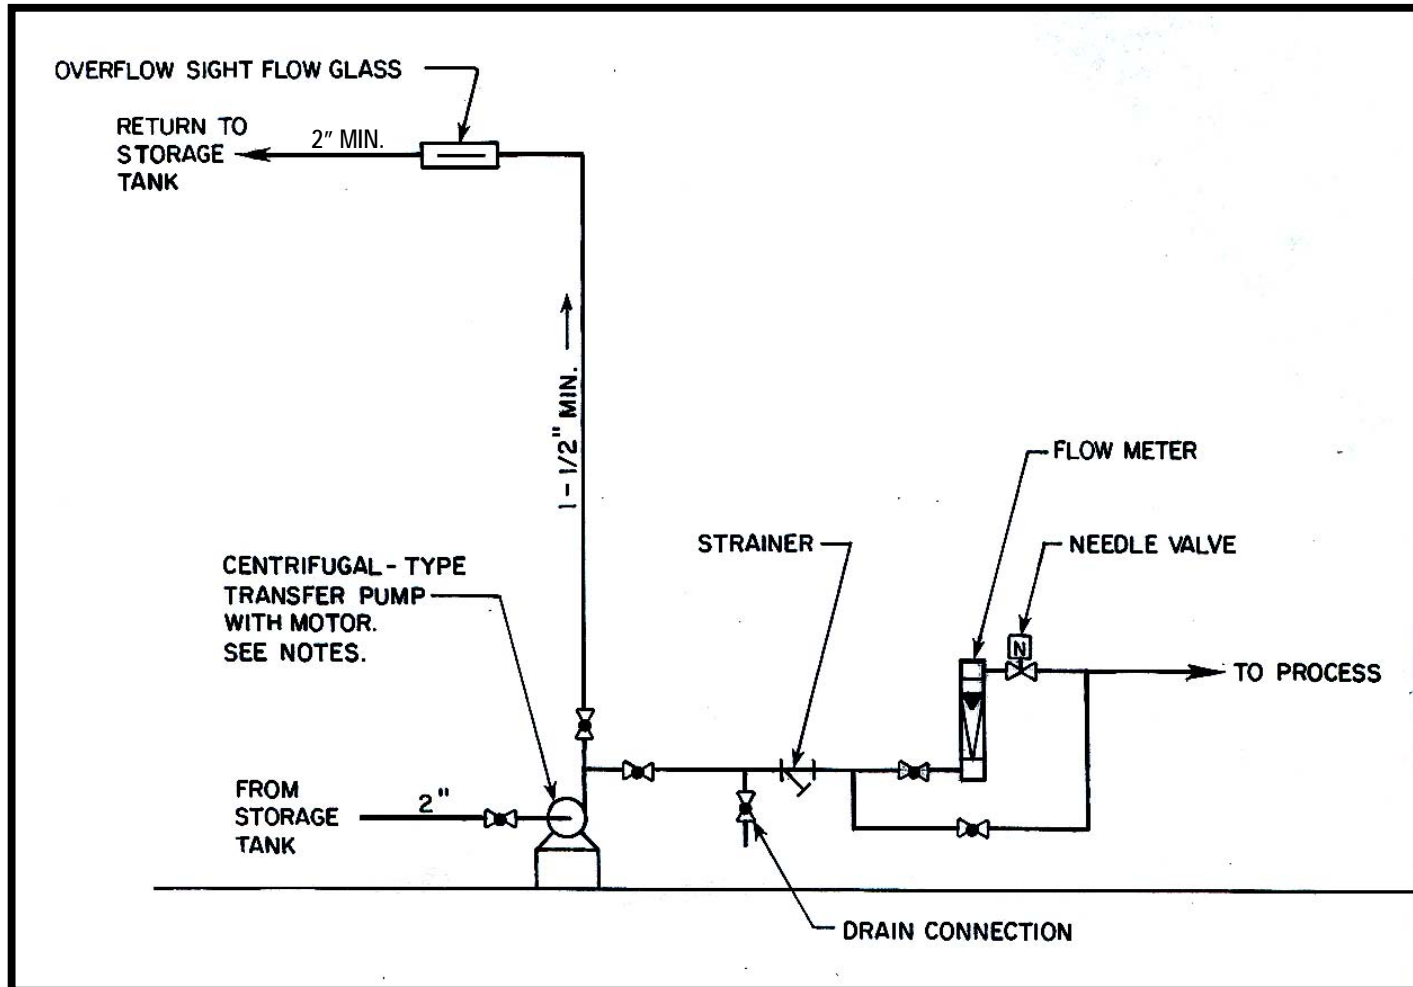 OVERFLOW SIGHT FLOW GLASS
RETURN TO
STORAGE
TANK
2" MIN.
1-1/2" MIN.
FLOW METER
STRAINER
NEEDLE VALVE
CENTRIFUGAL-TYPE
TRANSFER PUMP
WITH MOTOR.
SEE NOTES.
N
TO PROCESS
FROM
STORAGE
TANK
2"
DRAIN CONNECTION